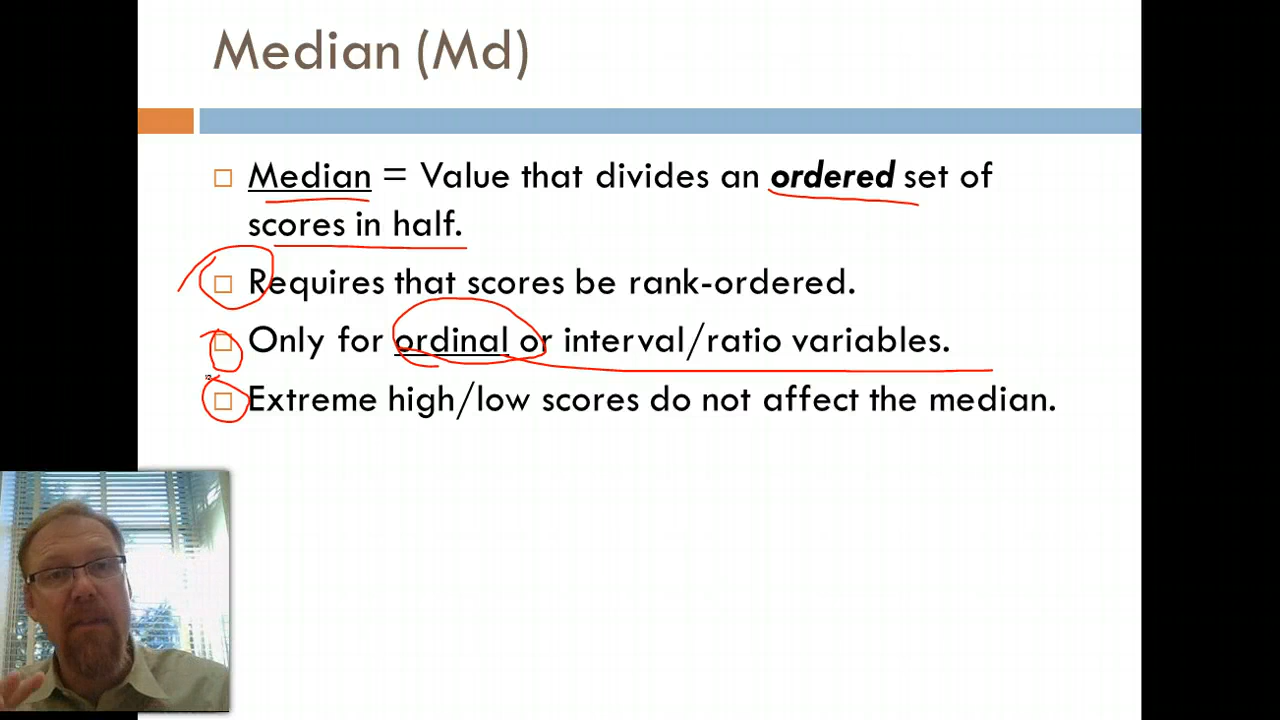 Median (Md)
Median = Value that divides an ordered set of
scores in half.
Requires that scores be rank-ordered.
Only for ordinal or interval/ratio variables.
Extreme high/low scores do not affect the median.